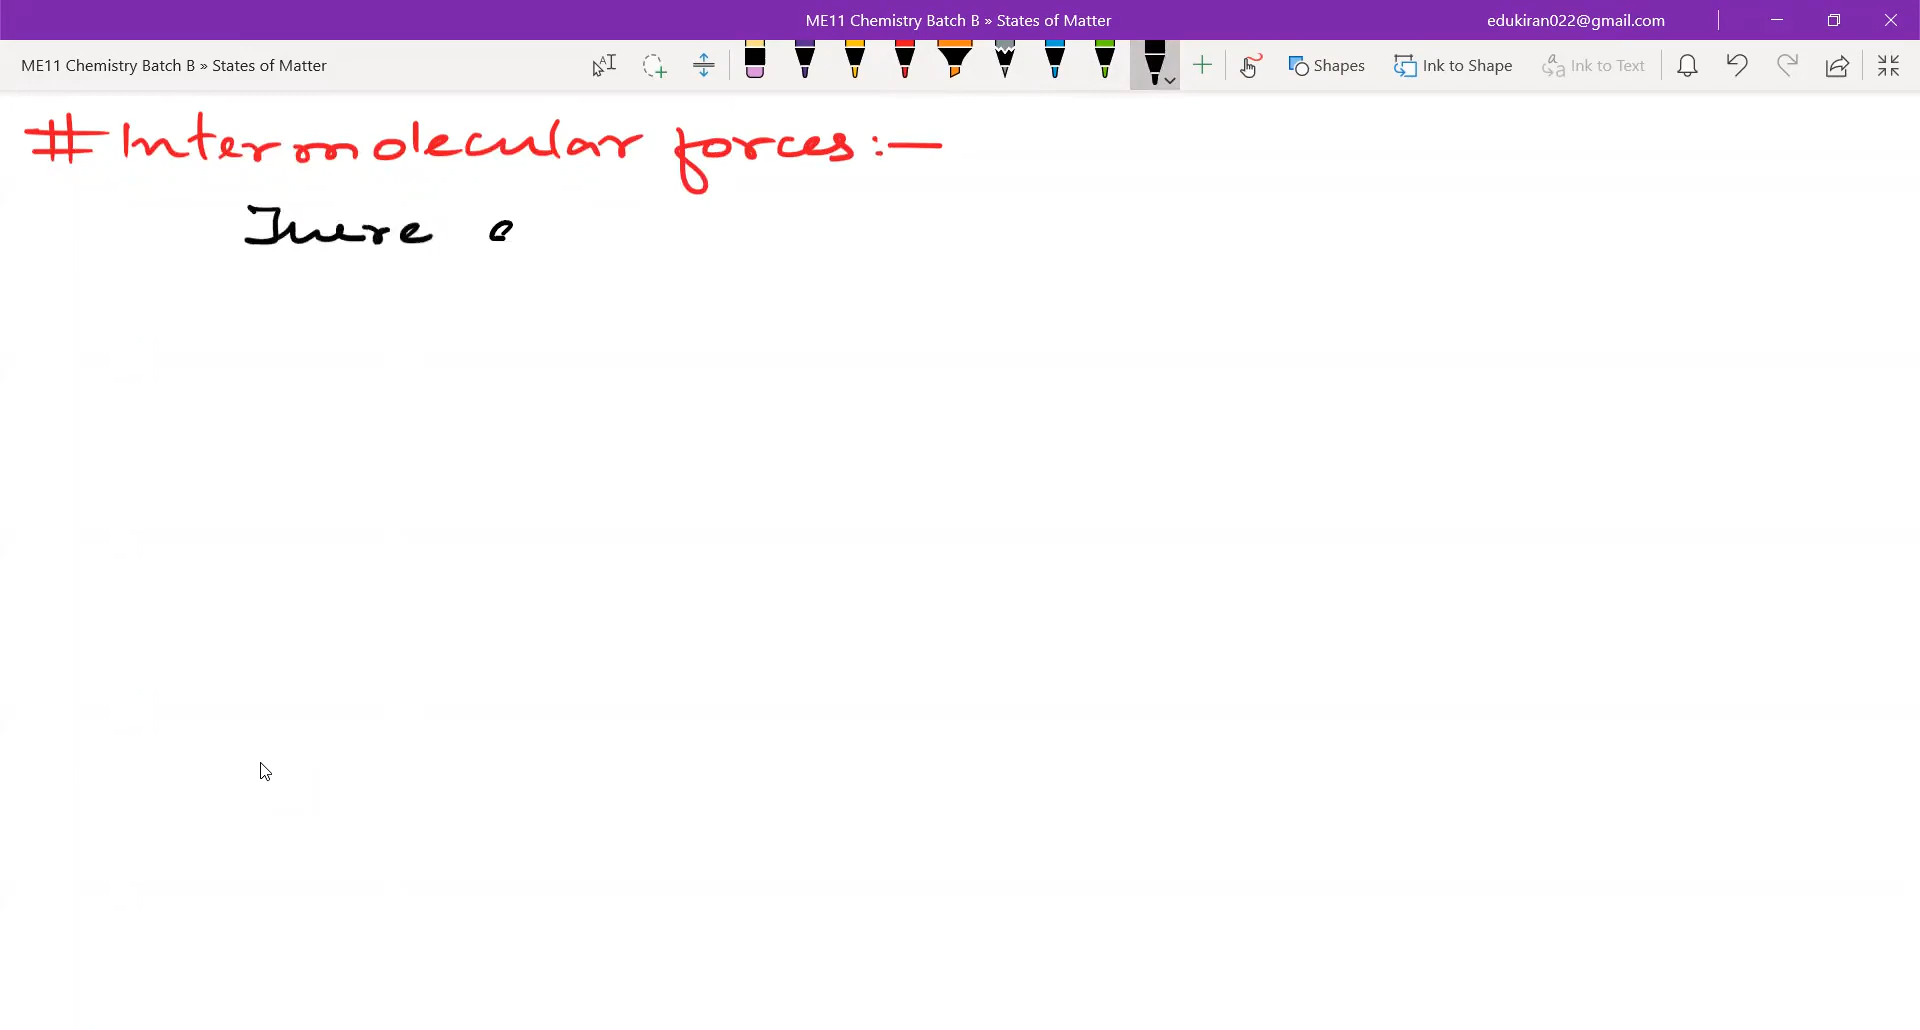 ME11 Chemistry Batch B » States of Matter
edukiran022@gmail.com
ME11 Chemistry Batch B » States of Matter
Shapes
Ink to Shape
Ink to Text
# Intermolecular forces:—
There